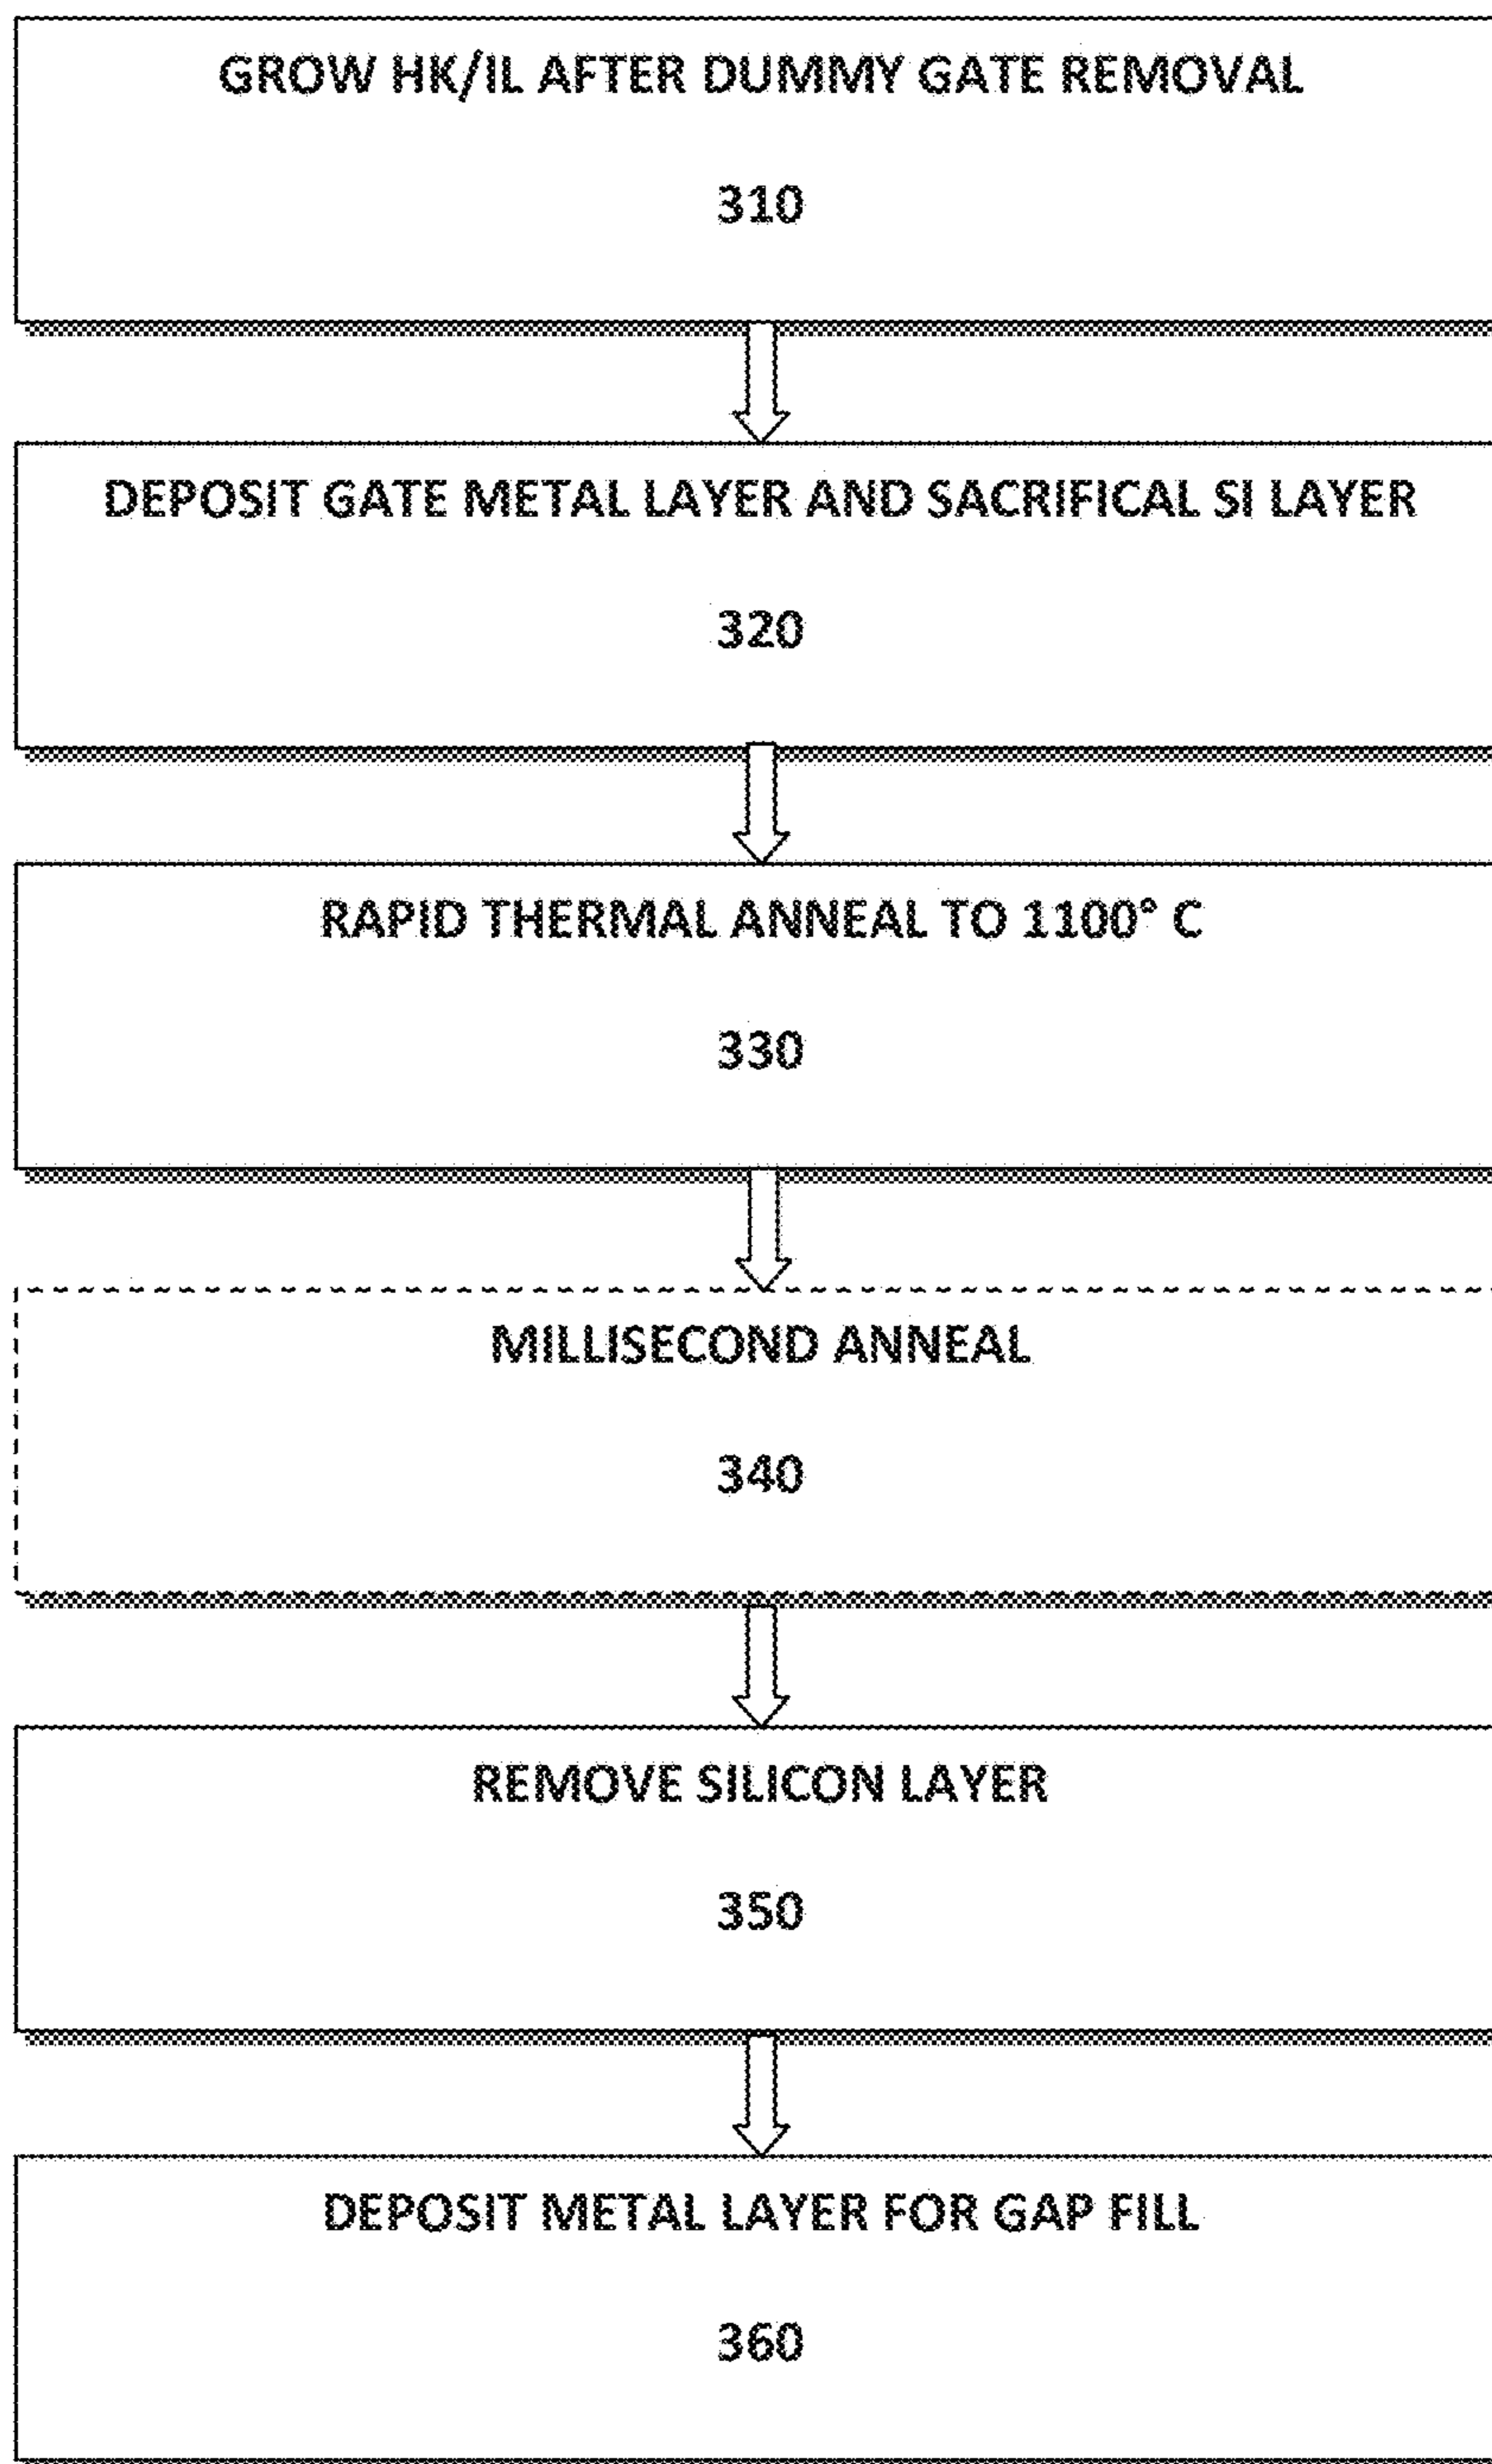 GROW HK/IL AFTER DUMMY GATE REMOVAL
310
DEPOSIT GATE METAL LAYER AND SACRIFICAL SI LAYER
320
RAPID THERMAL ANNEAL TO 1100° C
330
MILLISECOND ANNEAL
340
REMOVE SILICON LAYER
350
DEPOSIT METAL LAYER FOR GAP FILL
360